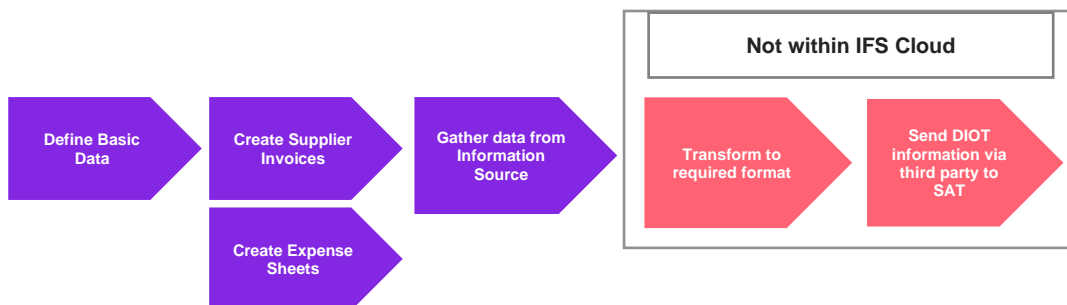 Not within IFS Cloud
Define Basic
Data
Create Supplier
Invoices
Gather data from
Information
Source
Transform to
required format
Send DIOT
information via
third party to
SAT
Create Expense
Sheets